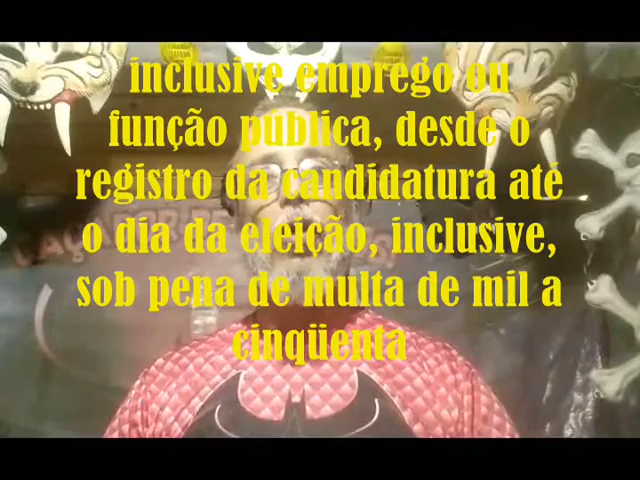 inclusive emprego ou
função pública, desde o
registro da candidatura até
o dia da eleição, inclusive,
sob pena de multa de mil a
cinqüenta